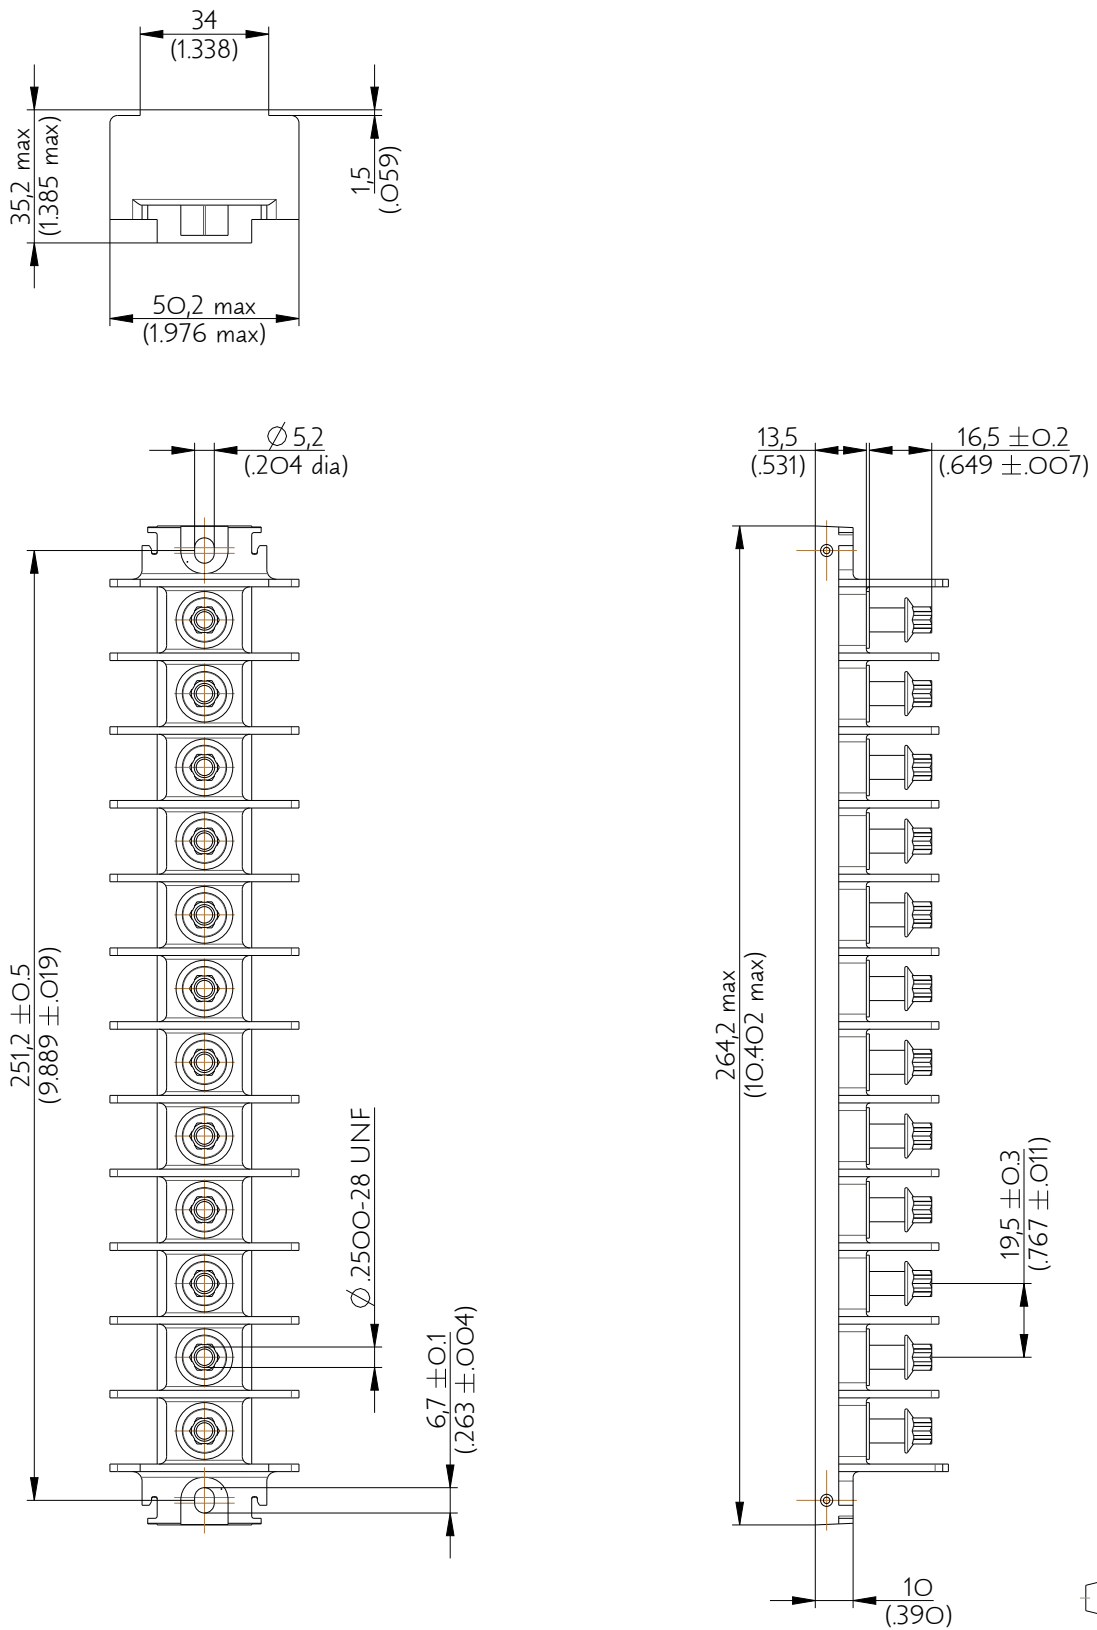 34
(1.338)
35,2 max
(1.385 max)
1,5
(.059)
50,2 max
(1.976 max)
Ø 5,2
(.204 dia)
13,5
(.531)
16,5 ±0.2
(.649 ±.007)
251,2 ±0.5
(9.889 ±.019)
264,2 max
(10.402 max)
Ø .2500-28 UNF
19,5 ±0.3
(.767 ±.011)
6,7 ±0.1
(.263 ±.004)
10
(.390)